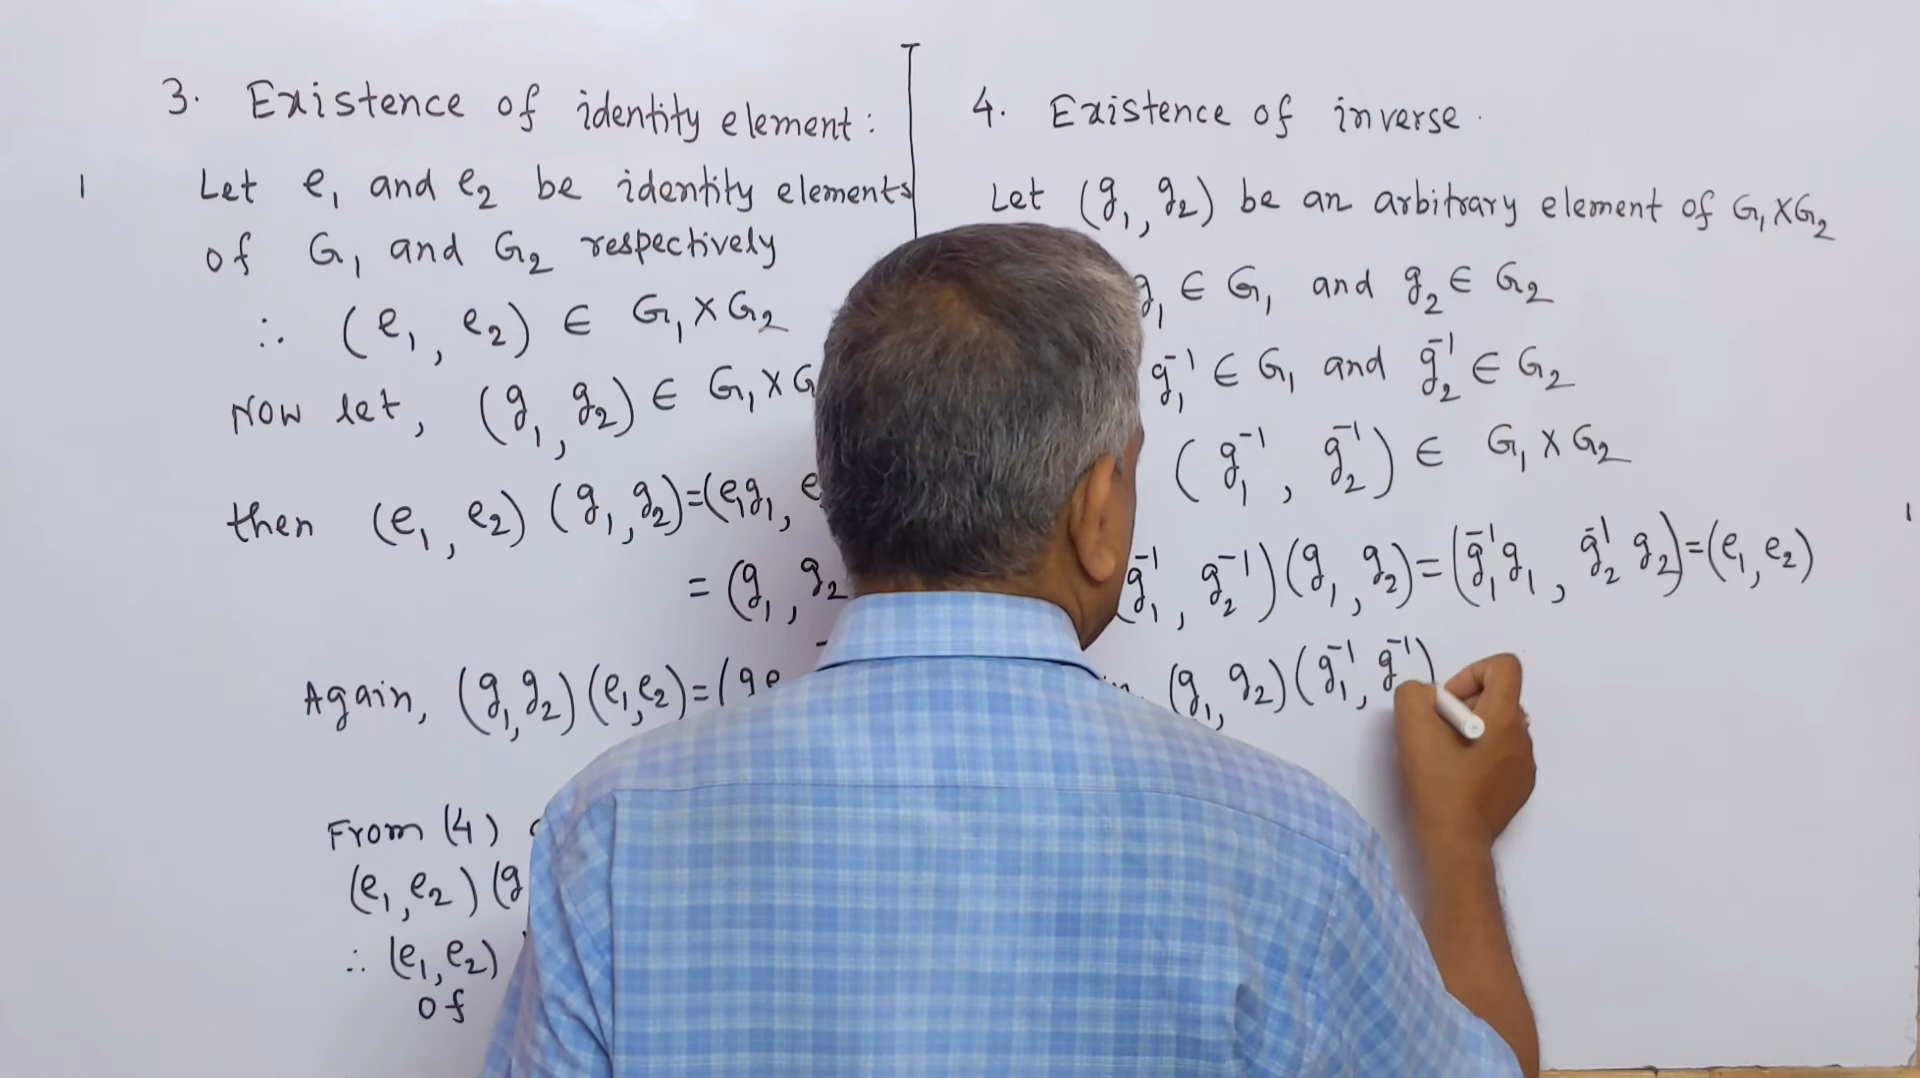 3. Existence of identity element:
Let e₁ and e₂ be identity elements
of G₁ and G₂ respectively
∴ (e₁, e₂) ∈ G₁ × G₂
Now let, (g₁, g₂) ∈ G₁ × G
then (e₁, e₂) (g₁, g₂) = (e₁g₁, e
= (g₁, g₂
Again, (g₁, g₂) (e₁, e₂) = (g e
From (4)
(e₁, e₂) (g
∴ (e₁, e₂)
of
4. Existence of inverse.
Let (g₁, g₂) be an arbitrary element of G₁ × G₂
g₁ ∈ G₁ and g₂ ∈ G₂
g₁⁻¹ ∈ G₁ and g₂⁻¹ ∈ G₂
(g₁⁻¹, g₂⁻¹) ∈ G₁ × G₂
g₁⁻¹, g₂⁻¹) (g₁, g₂) = (g₁⁻¹g₁, g₂⁻¹ g₂) = (e₁, e₂)
(g₁, g₂) (g₁⁻¹, g⁻¹)